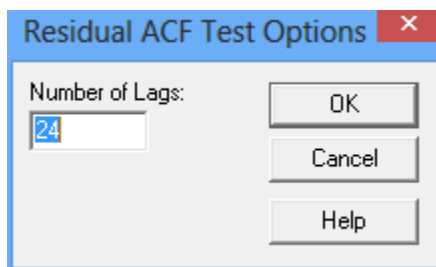 Residual ACF Test Options
Number of Lags:
24
OK
Cancel
Help